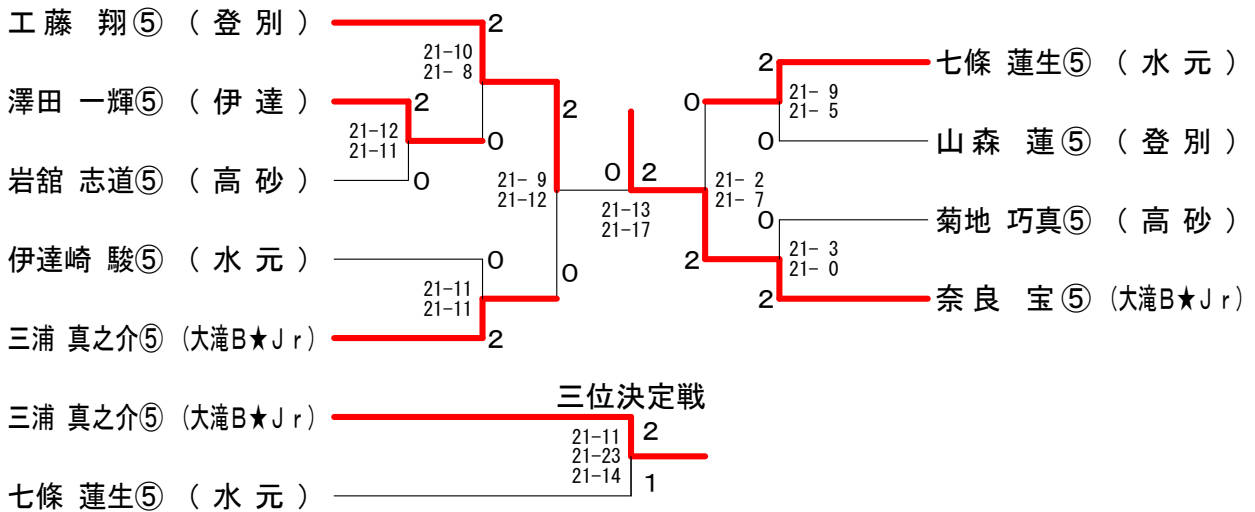 工藤 翔⑤ (登別)
2
21-10
21- 8
澤田 一輝⑤ (伊達)
2
21-12
21-11
0
岩舘 志道⑤ (高砂)
0
2
21- 9
21-12
伊達崎 駿⑤ (水元)
0
21-11
21-11
0
三浦 真之介⑤ (大滝B★Jr)
2
0 2
21-13
21-17
2 七條 蓮生⑤ (水元)
0
21- 9
21- 5
0 山森 蓮⑤ (登別)
21- 2
21- 7
0 菊地 巧真⑤ (高砂)
21- 3
21- 0
2
2 奈良 宝⑤ (大滝B★Jr)
三位決定戦
三浦 真之介⑤ (大滝B★Jr)
2
21-11
21-23
21-14
七條 蓮生⑤ (水元)
1